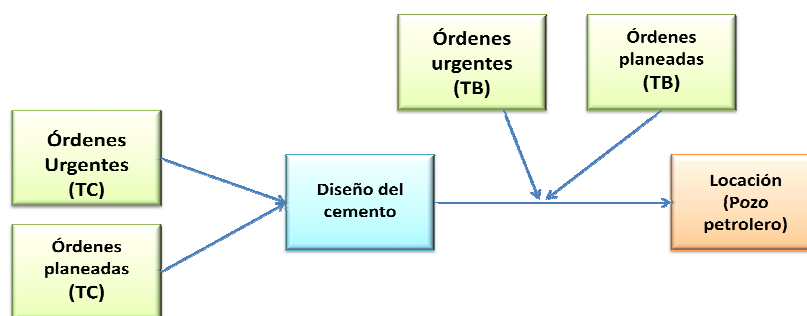 Órdenes
urgentes
(TB)
Órdenes
planeadas
(TB)
Órdenes
Urgentes
(TC)
Diseño del
cemento
Locación
(Pozo
petrolero)
Órdenes
planeadas
(TC)